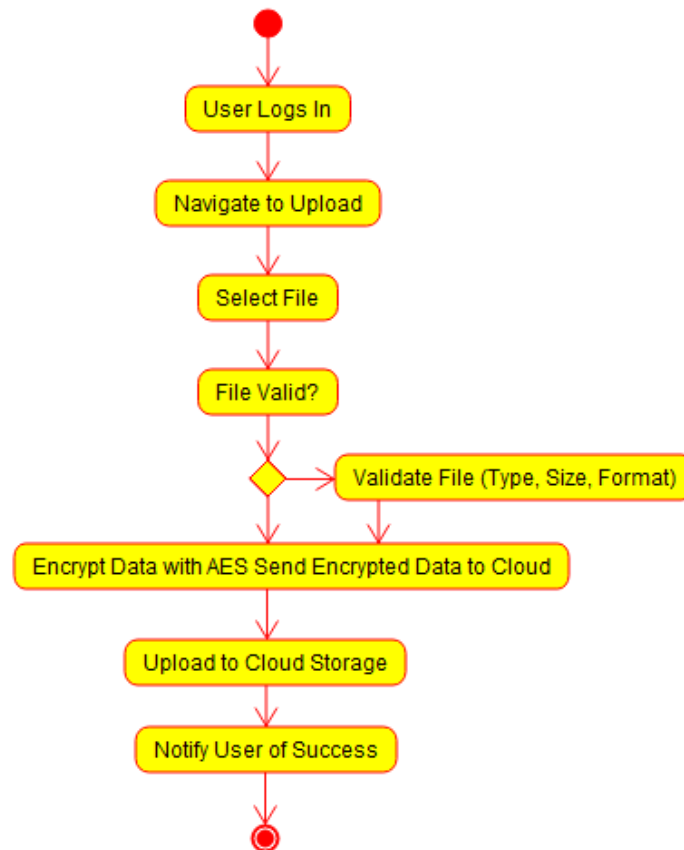 User Logs In
Navigate to Upload
Select File
File Valid?
Validate File (Type, Size, Format)
Encrypt Data with AES Send Encrypted Data to Cloud
Upload to Cloud Storage
Notify User of Success